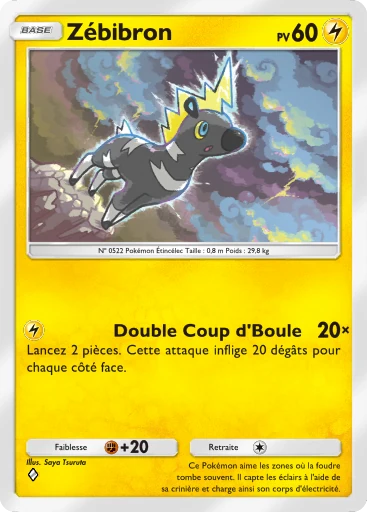 BASE Zébibron PV 60
N° 0522 Pokémon Étincélec Taille : 0,8 m Poids : 29,8 kg
Double Coup d'Boule 20×
Lancez 2 pièces. Cette attaque inflige 20 dégâts pour
chaque côté face.
Faiblesse +20 Retraite
Illus. Saya Tsuruta
Ce Pokémon aime les zones où la foudre
tombe souvent. Il capte les éclairs à l'aide de
sa crinière et charge ainsi son corps d'électricité.